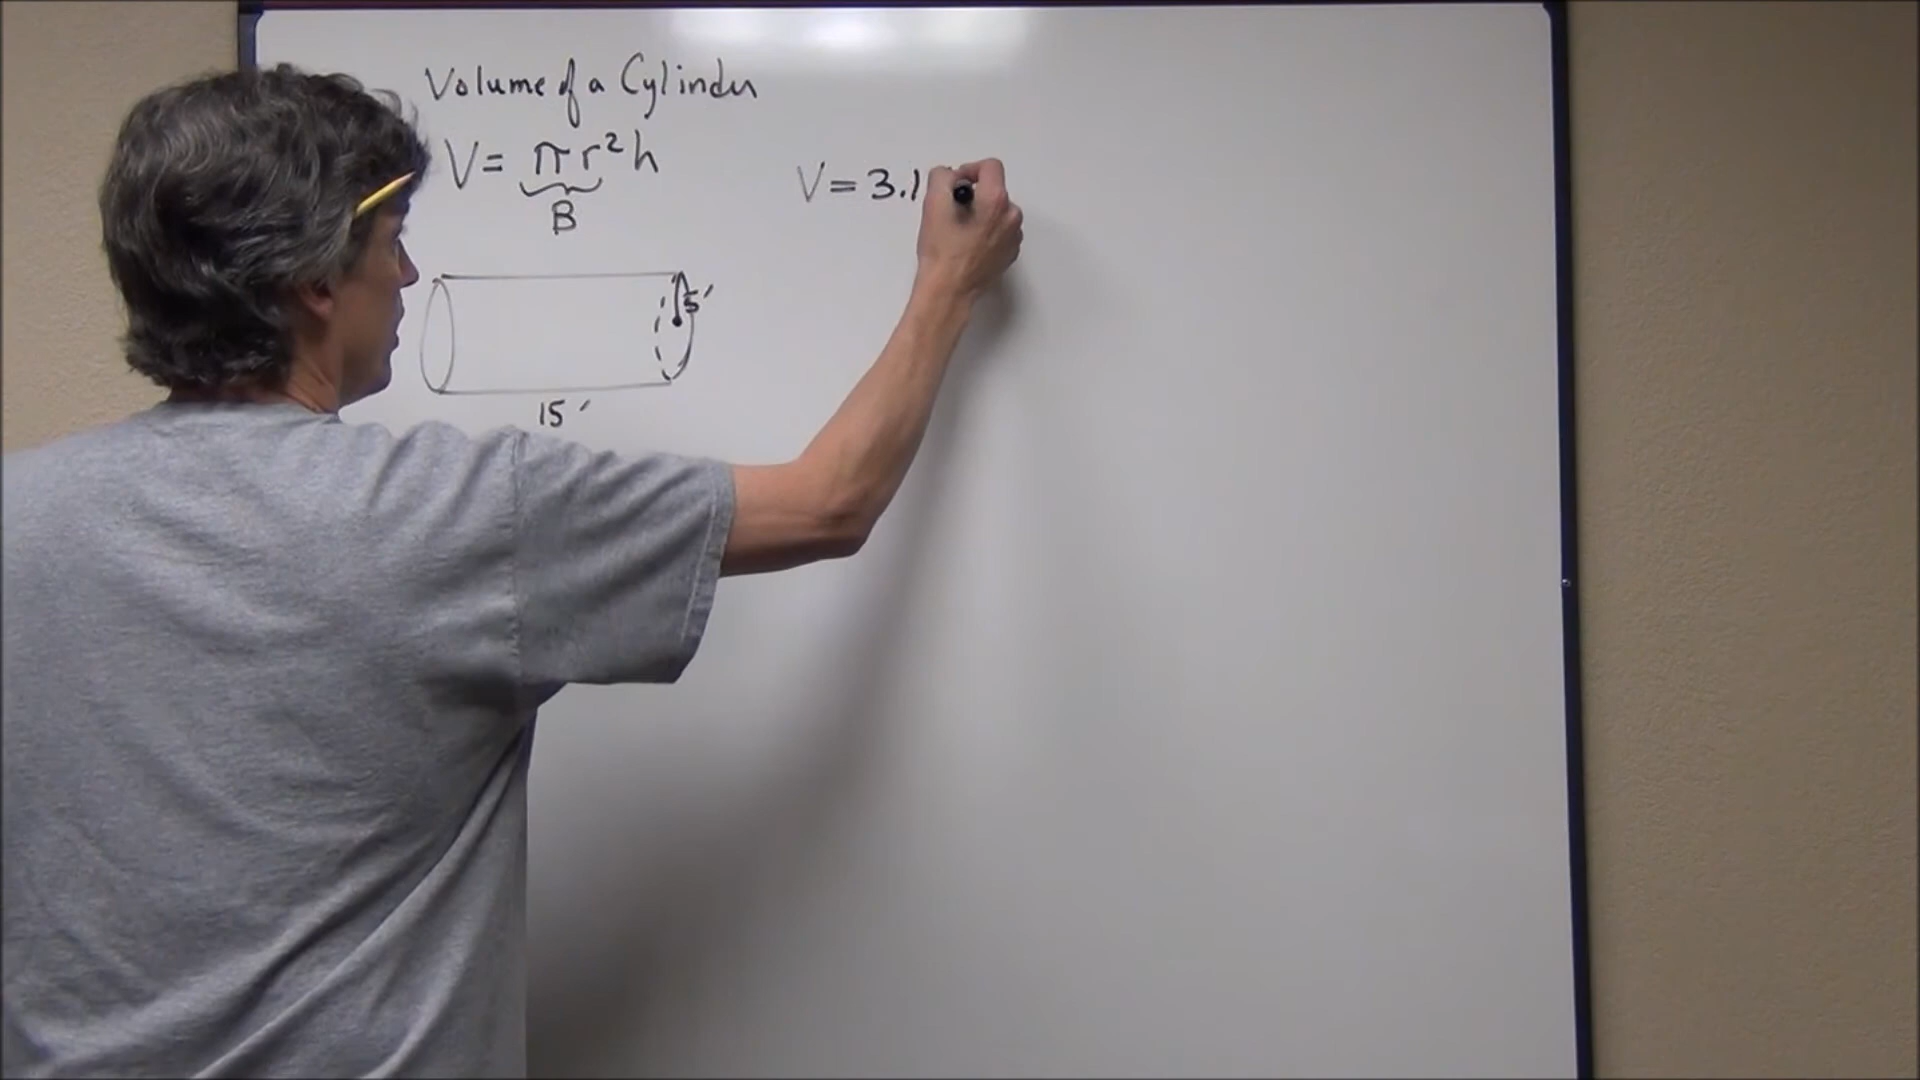 Volume of a Cylinder
V = πr²h
B
V = 3.1
5′
15′